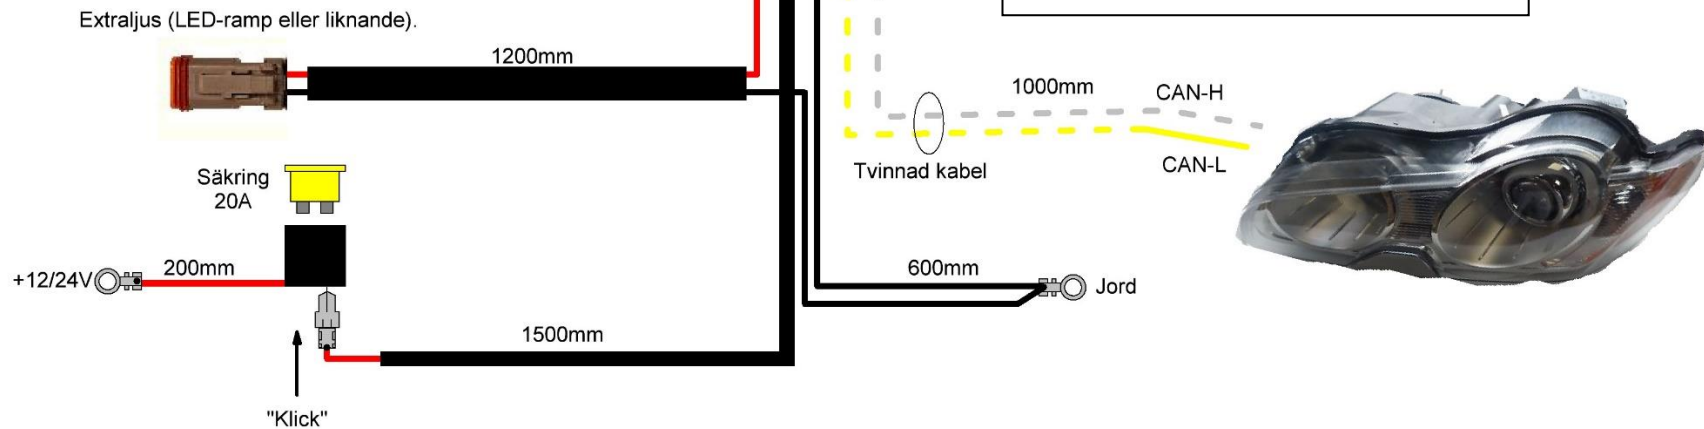 Extraljus (LED-ramp eller liknande).
1200mm
1000mm
CAN-H
Tvinnad kabel
CAN-L
Säkring
20A
+12/24V
200mm
600mm
Jord
1500mm
"Klick"